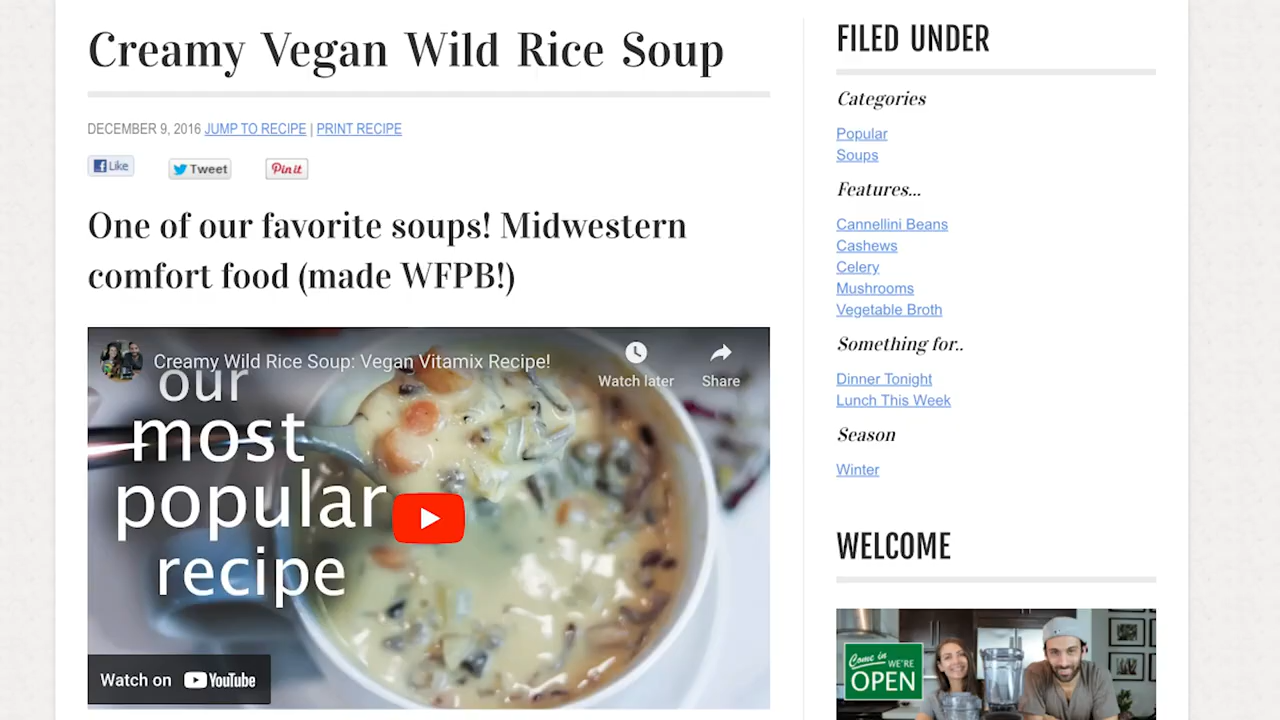 Creamy Vegan Wild Rice Soup
DECEMBER 9, 2016 JUMP TO RECIPE | PRINT RECIPE
Like
Tweet
Pin it
One of our favorite soups! Midwestern
comfort food (made WFPB!)
Creamy Wild Rice Soup: Vegan Vitamix Recipe!
Watch later
Share
our
most
popular
recipe
Watch on YouTube
FILED UNDER
Categories
Popular
Soups
Features...
Cannellini Beans
Cashews
Celery
Mushrooms
Vegetable Broth
Something for..
Dinner Tonight
Lunch This Week
Season
Winter
WELCOME
Come in
WE'RE
OPEN